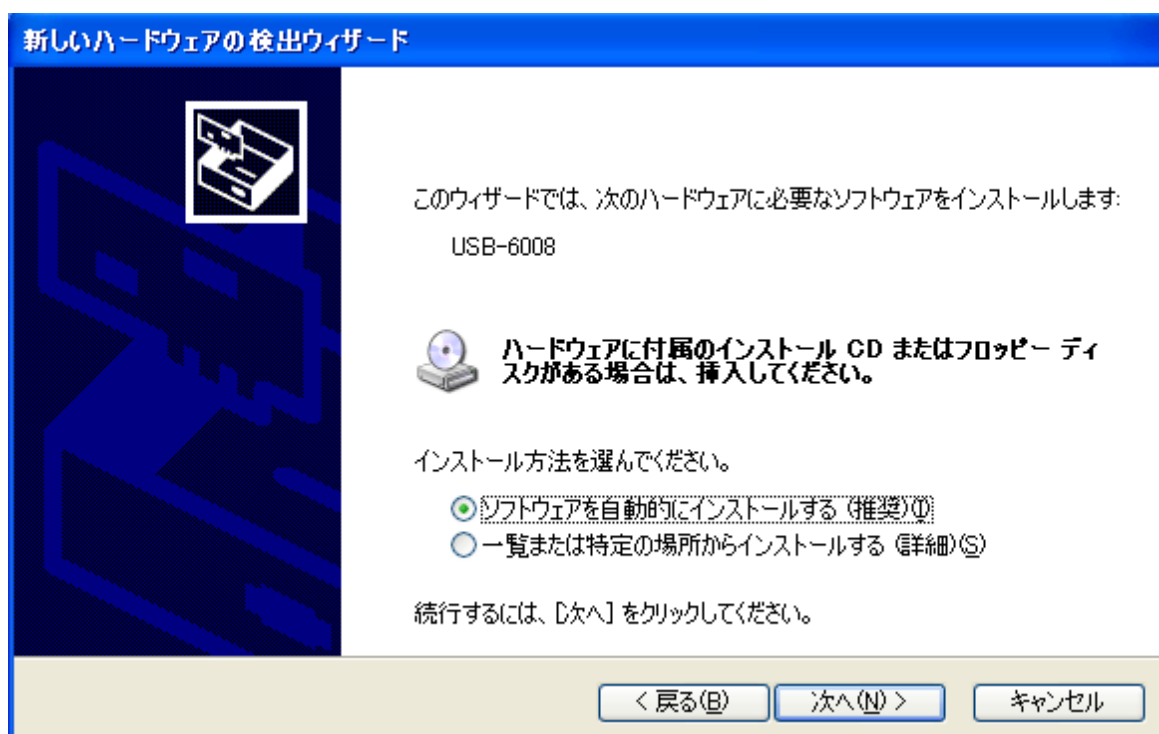 新しいハードウェアの検出ウィザード
このウィザードでは、次のハードウェアに必要なソフトウェアをインストールします:
USB-6008
ハードウェアに付属のインストール CD またはフロッピー ディ
スクがある場合は、挿入してください。
インストール方法を選んでください。
ソフトウェアを自動的にインストールする (推奨)(I)
一覧または特定の場所からインストールする (詳細)(S)
続行するには、[次へ] をクリックしてください。
< 戻る(B) 次へ(N) > キャンセル